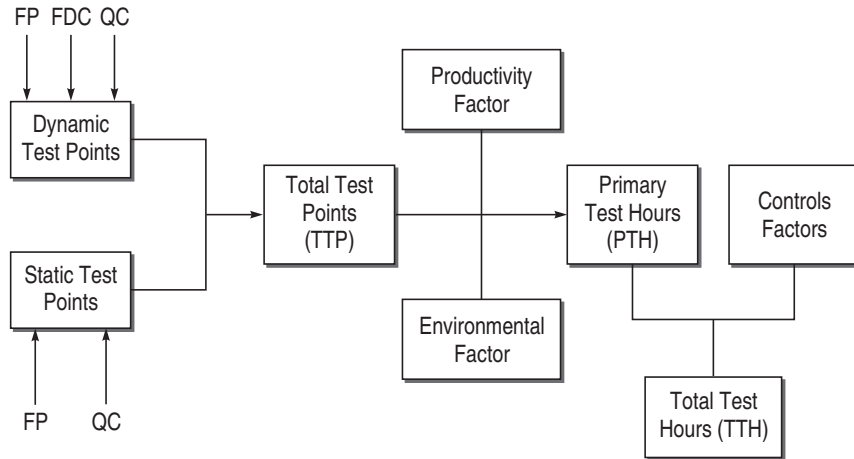 FP FDC QC
Dynamic
Test Points
Static Test
Points
FP QC
Total Test
Points
(TTP)
Productivity
Factor
Environmental
Factor
Primary
Test Hours
(PTH)
Controls
Factors
Total Test
Hours (TTH)